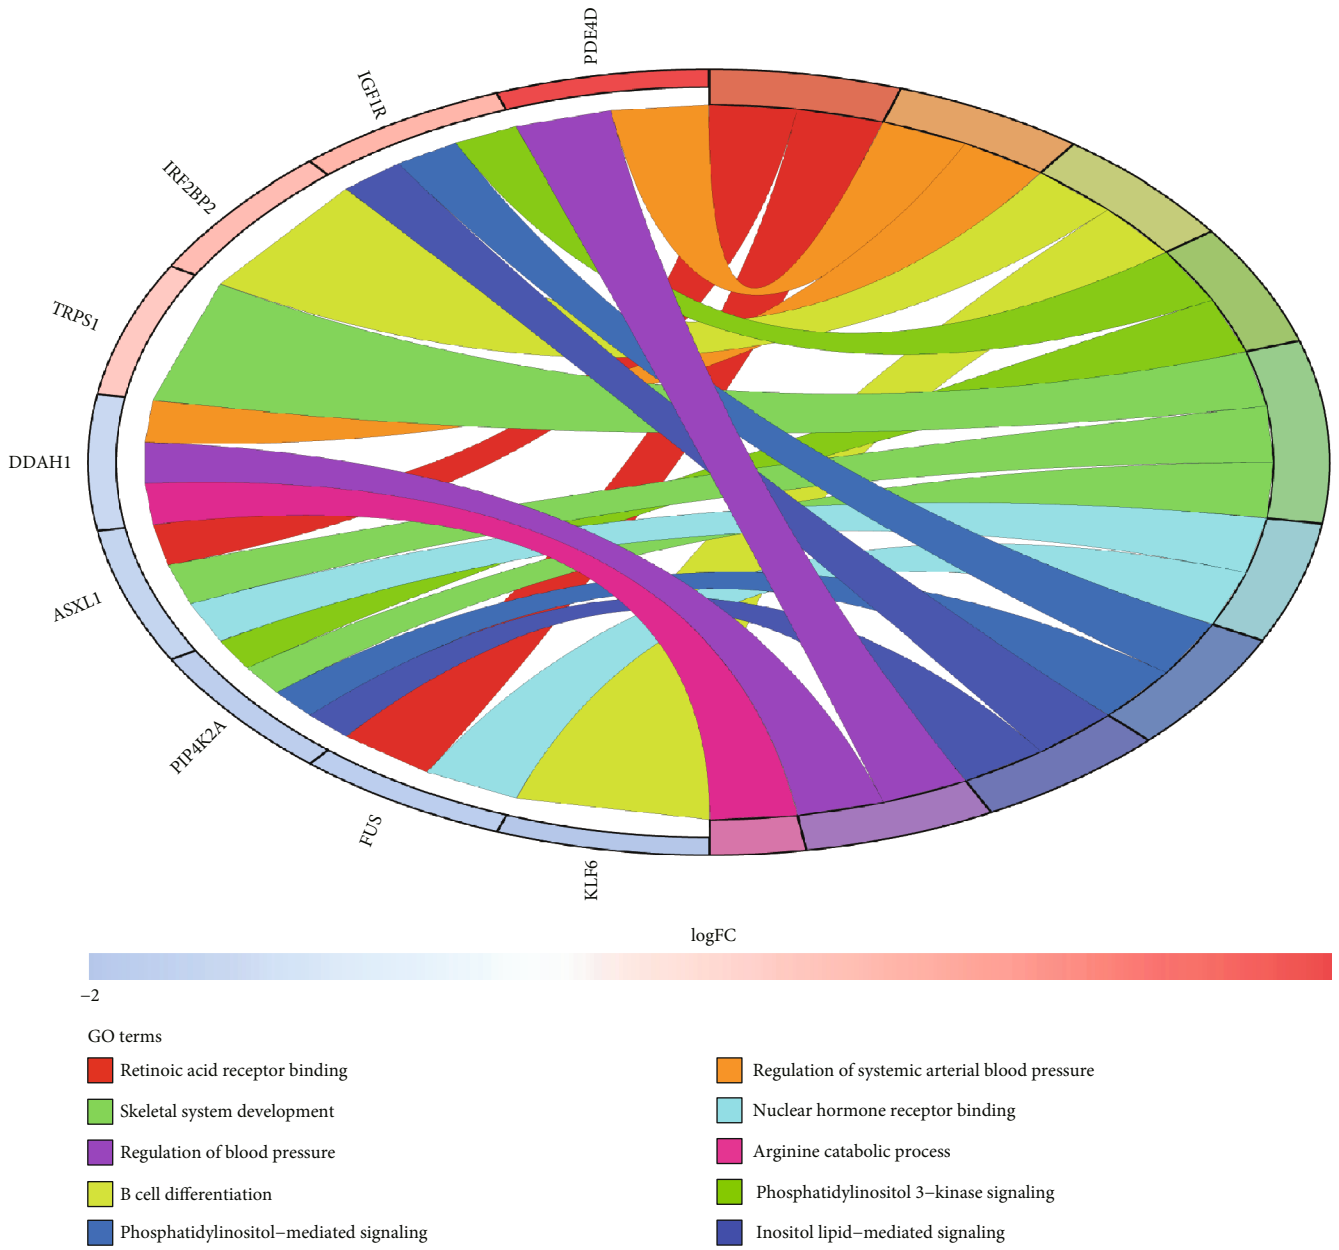 PDE4D
IGF1R
IRF2BP2
TRPS1
DDAH1
ASXL1
PIP4K2A
FUS
KLF6
logFC
−2
GO terms
Retinoic acid receptor binding
Regulation of systemic arterial blood pressure
Skeletal system development
Nuclear hormone receptor binding
Regulation of blood pressure
Arginine catabolic process
B cell differentiation
Phosphatidylinositol 3−kinase signaling
Phosphatidylinositol−mediated signaling
Inositol lipid−mediated signaling